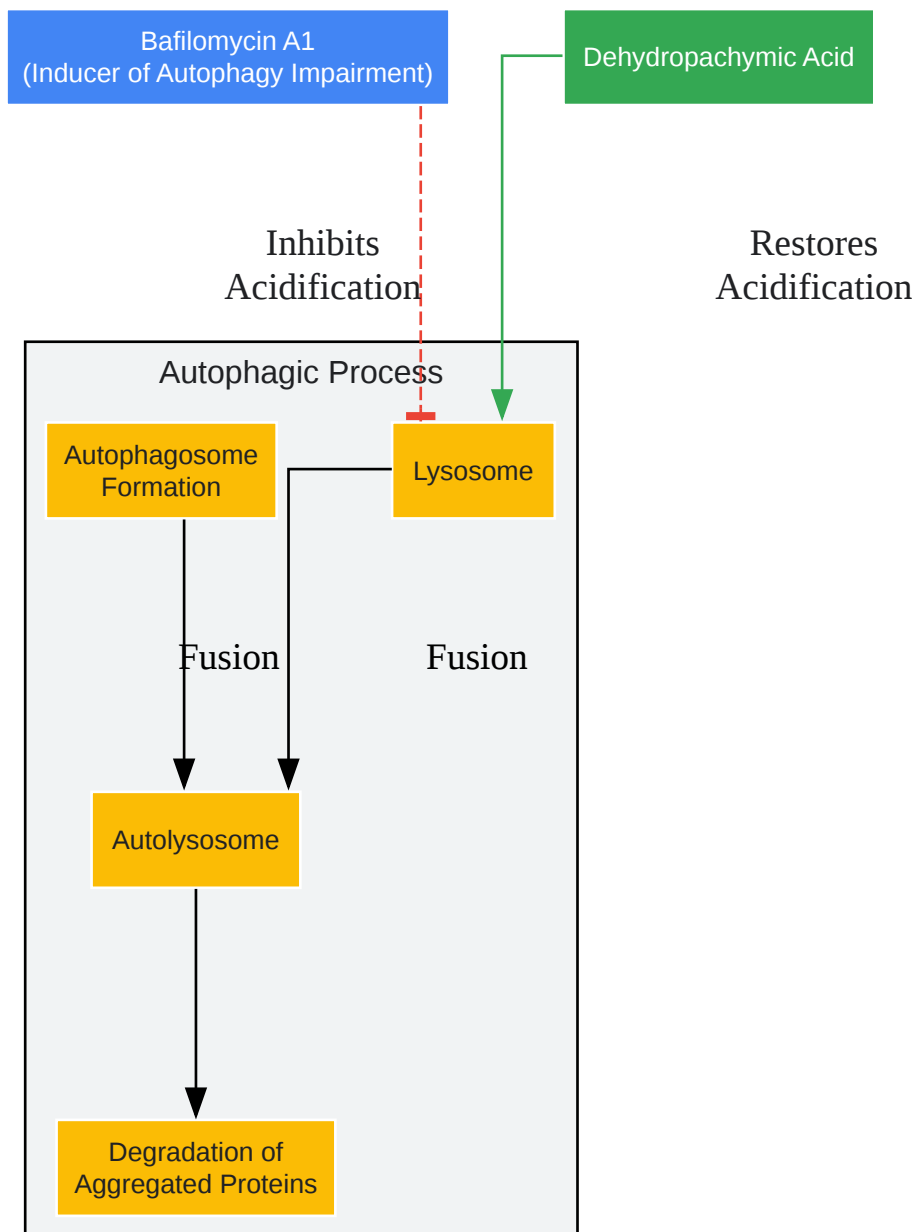 Bafilomycin A1
(Inducer of Autophagy Impairment)
Dehydropachymic Acid
Inhibits
Acidification
Restores
Acidification
Autophagic Process
Autophagosome
Formation
Lysosome
Fusion
Fusion
Autolysosome
Degradation of
Aggregated Proteins